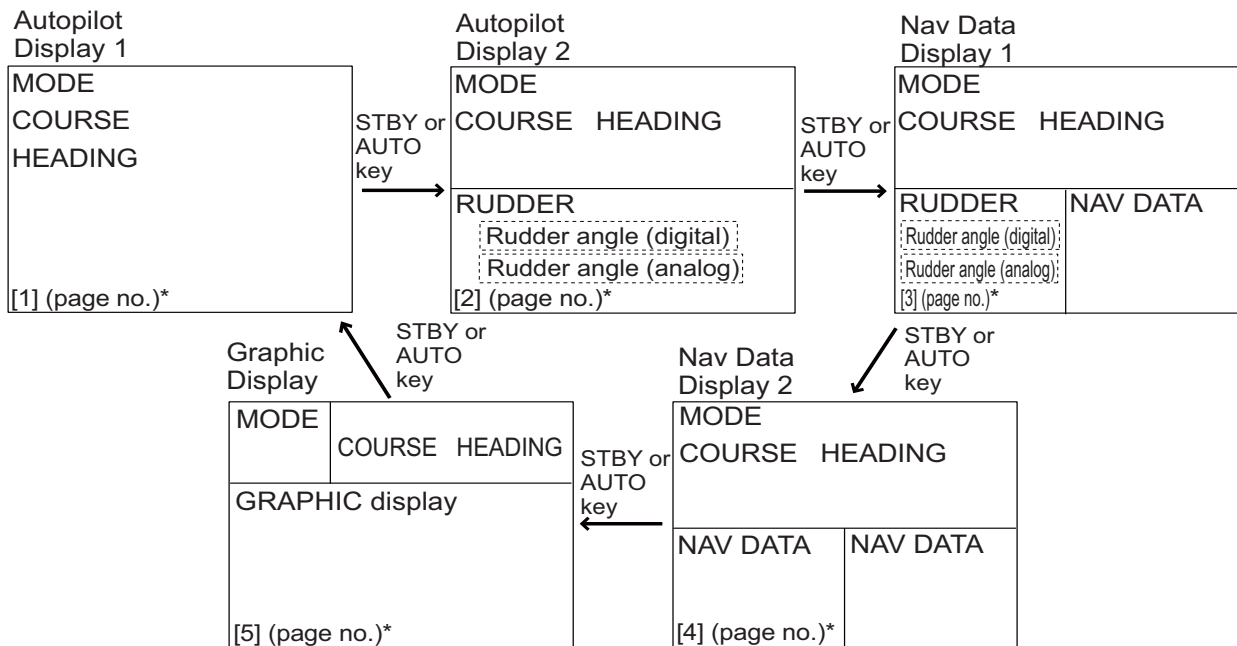 Autopilot
Display 1
MODE
COURSE
HEADING
[1] (page no.)*
STBY or
AUTO
key
Autopilot
Display 2
MODE
COURSE HEADING
RUDDER
Rudder angle (digital)
Rudder angle (analog)
[2] (page no.)*
STBY or
AUTO
key
Nav Data
Display 1
MODE
COURSE HEADING
RUDDER
Rudder angle (digital)
Rudder angle (analog)
[3] (page no.)*
NAV DATA
STBY or
AUTO
key
Nav Data
Display 2
MODE
COURSE HEADING
NAV DATA
[4] (page no.)*
NAV DATA
STBY or
AUTO
key
Graphic
Display
MODE
COURSE HEADING
GRAPHIC display
[5] (page no.)*
STBY or
AUTO
key